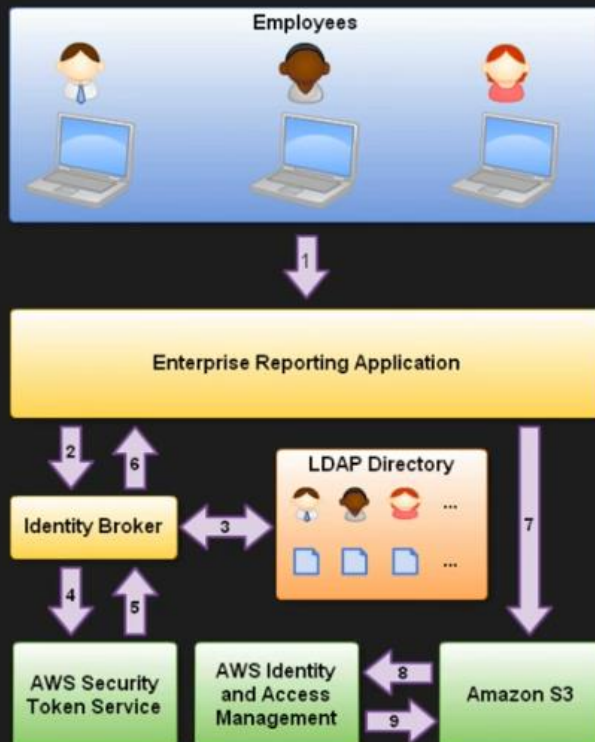 Employees
1
Enterprise Reporting Application
2
6
LDAP Directory
...
Identity Broker
3
7
...
4
5
AWS Security
Token Service
AWS Identity
and Access
Management
8
9
Amazon S3